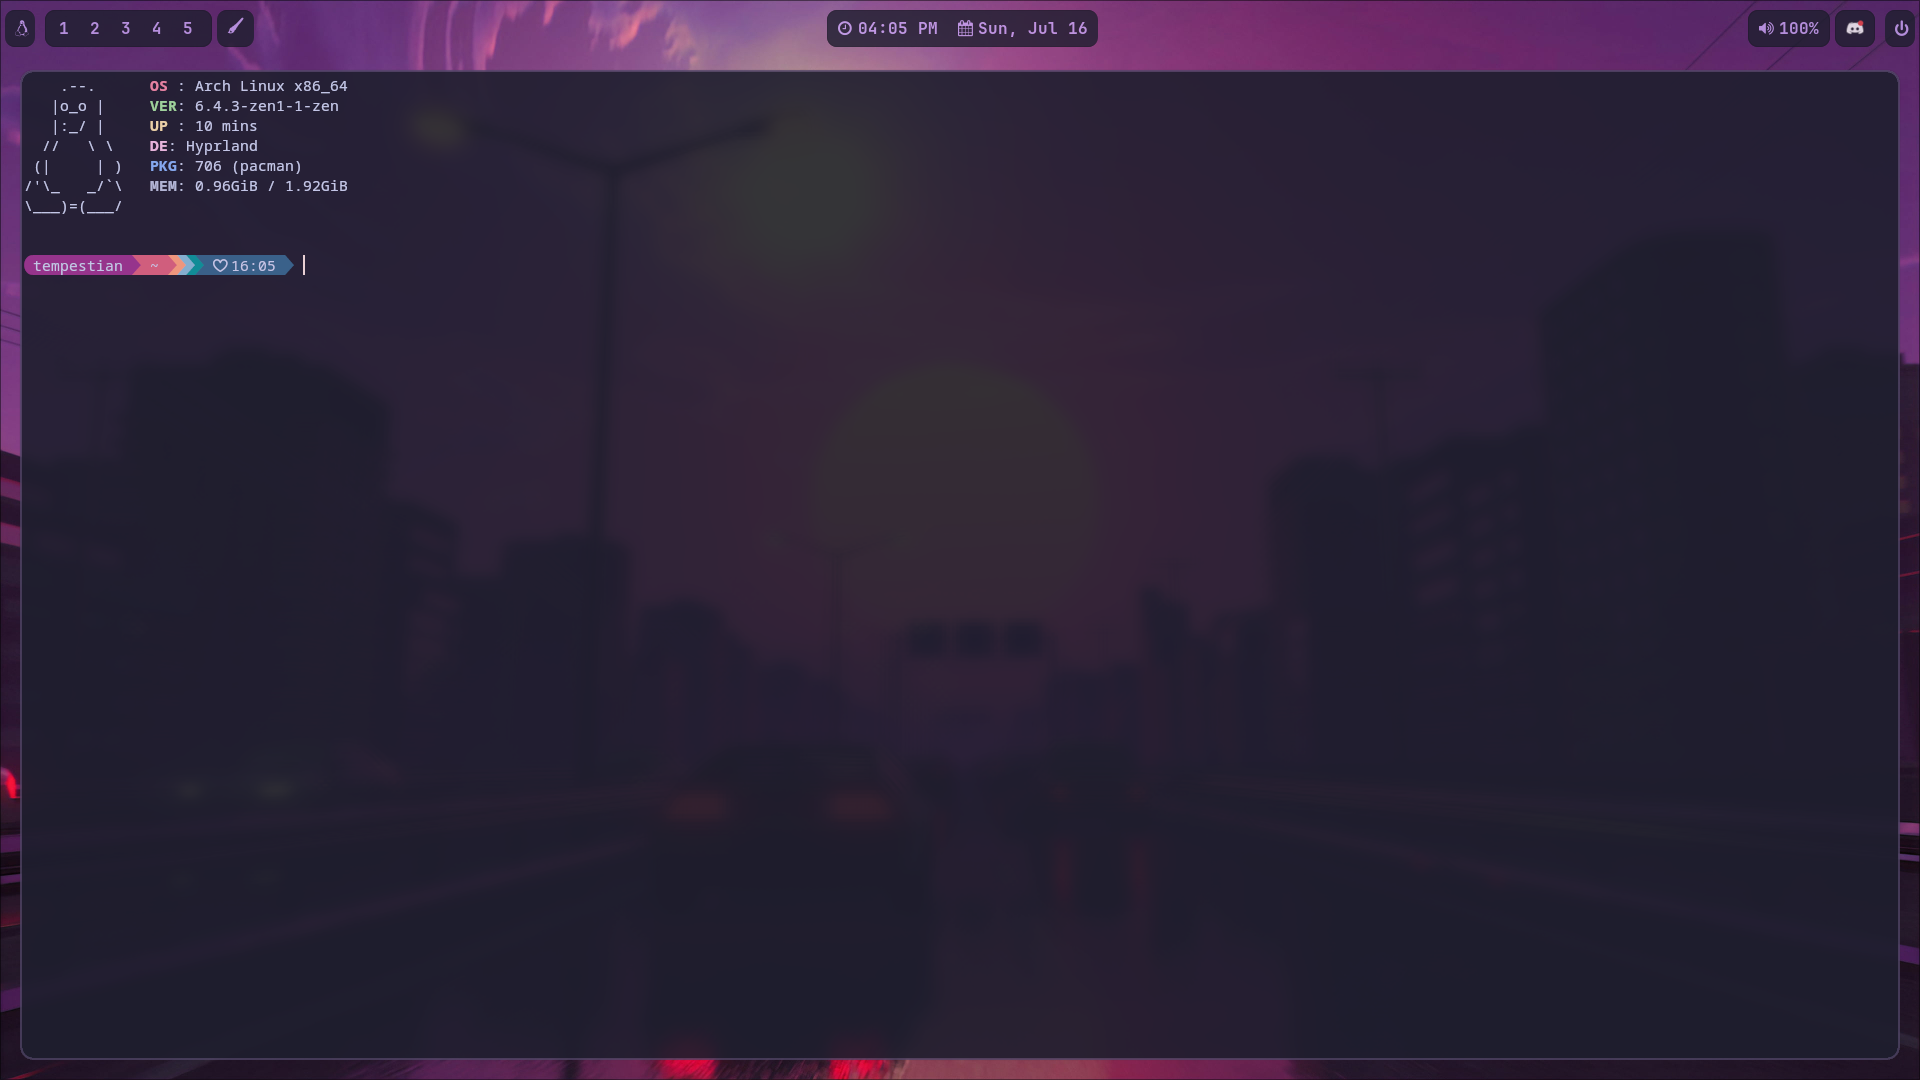 1 2 3 4 5
04:05 PM Sun, Jul 16
100%
.--. OS : Arch Linux x86_64
|o_o | VER: 6.4.3-zen1-1-zen
|:_/ | UP : 10 mins
//   \ \ DE: Hyprland
(|     | ) PKG: 706 (pacman)
/'\_   _/`\ MEM: 0.96GiB / 1.92GiB
\___)=(___/
tempestian ~ ♡ 16:05